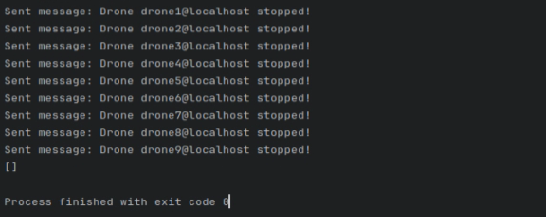 Sent message: Drone drone1@localhost stopped!
Sent message: Drone drone2@localhost stopped!
Sent message: Drone drone3@localhost stopped!
Sent message: Drone drone4@localhost stopped!
Sent message: Drone drone5@localhost stopped!
Sent message: Drone drone6@localhost stopped!
Sent message: Drone drone7@localhost stopped!
Sent message: Drone drone8@localhost stopped!
Sent message: Drone drone9@localhost stopped!
[]
Process finished with exit code 0